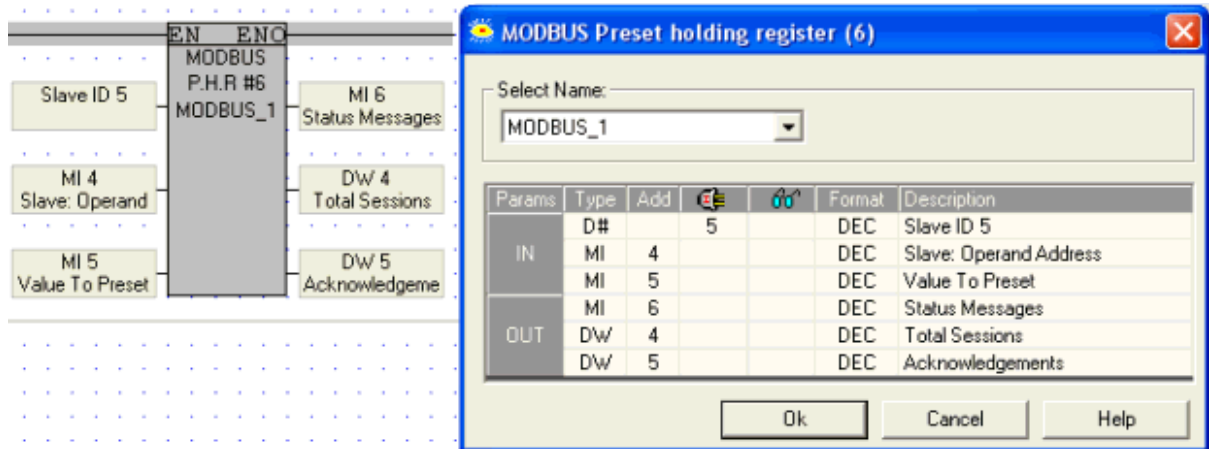 EN ENO
MODBUS
P.H.R #6
MODBUS_1
Slave ID 5
MI 6
Status Messages
MI 4
Slave: Operand
DW 4
Total Sessions
MI 5
Value To Preset
DW 5
Acknowledgeme
MODBUS Preset holding register (6)
Select Name:
MODBUS_1
Params Type Add Format Description
IN
D# 5 DEC Slave ID 5
MI 4 DEC Slave: Operand Address
MI 5 DEC Value To Preset
OUT
MI 6 DEC Status Messages
DW 4 DEC Total Sessions
DW 5 DEC Acknowledgements
Ok Cancel Help